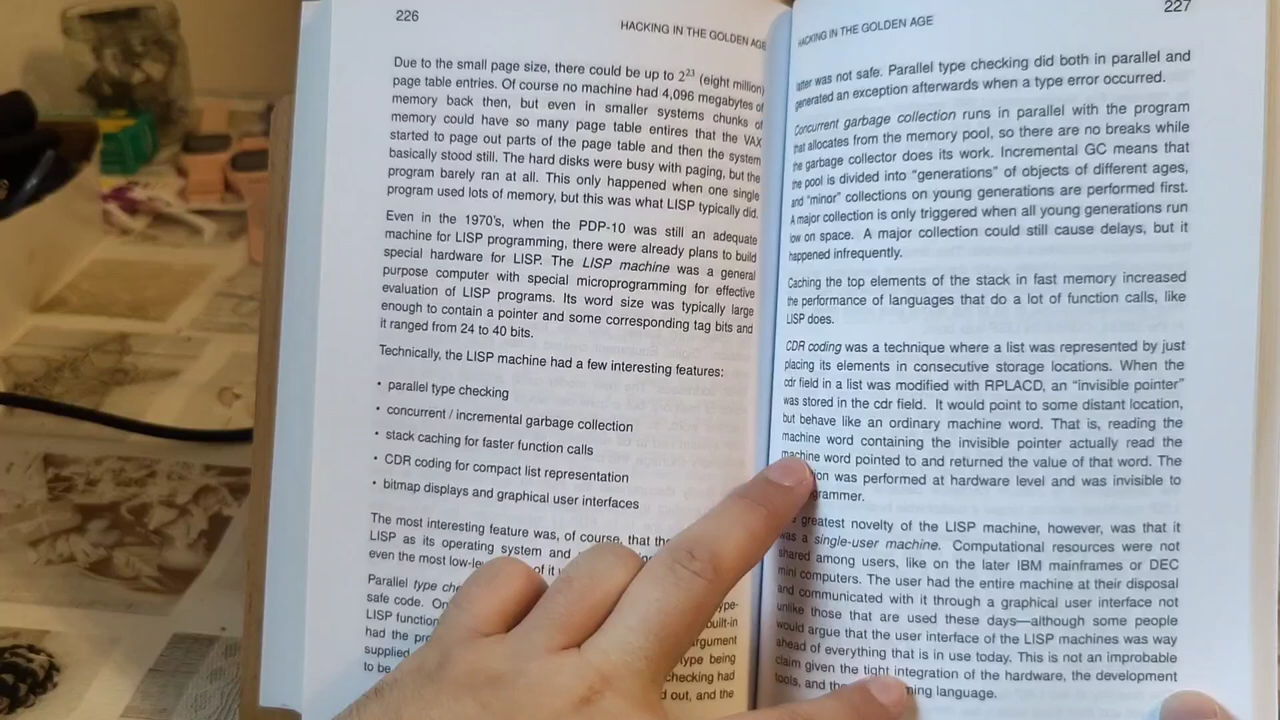 226
HACKING IN THE GOLDEN AGE
Due to the small page size, there could be up to 2²³ (eight million)
page table entries. Of course no machine had 4,096 megabytes of
memory back then, but even in smaller systems chunks of
memory could have so many page table entires that the VAX
started to page out parts of the page table and then the system
basically stood still. The hard disks were busy with paging, but the
program barely ran at all. This only happened when one single
program used lots of memory, but this was what LISP typically did.
Even in the 1970's, when the PDP-10 was still an adequate
machine for LISP programming, there were already plans to build
special hardware for LISP. The LISP machine was a general
purpose computer with special microprogramming for effective
evaluation of LISP programs. Its word size was typically large
enough to contain a pointer and some corresponding tag bits and
it ranged from 24 to 40 bits.
Technically, the LISP machine had a few interesting features:
• parallel type checking
• concurrent / incremental garbage collection
• stack caching for faster function calls
• CDR coding for compact list representation
• bitmap displays and graphical user interfaces
The most interesting feature was, of course, that the
LISP as its operating system and
even the most low-le of it
Parallel type
safe code. On
LISP function argument
had the type being
supplied checking had
to be out, and the
227
HACKING IN THE GOLDEN AGE
latter was not safe. Parallel type checking did both in parallel and
generated an exception afterwards when a type error occurred.
Concurrent garbage collection runs in parallel with the program
that allocates from the memory pool, so there are no breaks while
the garbage collector does its work. Incremental GC means that
the pool is divided into "generations" of objects of different ages,
and "minor" collections on young generations are performed first.
A major collection is only triggered when all young generations run
low on space. A major collection could still cause delays, but it
happened infrequently.
Caching the top elements of the stack in fast memory increased
the performance of languages that do a lot of function calls, like
LISP does.
CDR coding was a technique where a list was represented by just
placing its elements in consecutive storage locations. When the
cdr field in a list was modified with RPLACD, an "invisible pointer"
was stored in the cdr field. It would point to some distant location,
but behave like an ordinary machine word. That is, reading the
machine word containing the invisible pointer actually read the
machine word pointed to and returned the value of that word. The
was performed at hardware level and was invisible to
grammer.
greatest novelty of the LISP machine, however, was that it
was a single-user machine. Computational resources were not
shared among users, like on the later IBM mainframes or DEC
mini computers. The user had the entire machine at their disposal
and communicated with it through a graphical user interface not
unlike those that are used these days—although some people
would argue that the user interface of the LISP machines was way
ahead of everything that is in use today. This is not an improbable
claim given the tight integration of the hardware, the development
tools, and the ming language.